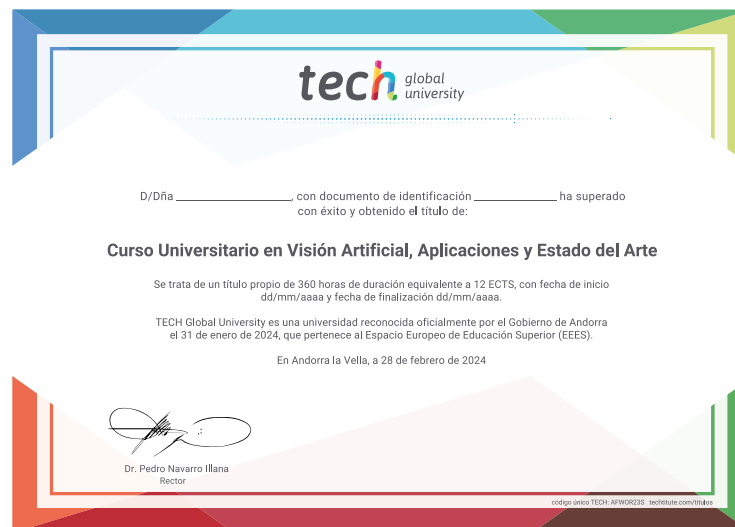 tech global university
D/Dña ______________, con documento de identificación __________ ha superado
con éxito y obtenido el título de:
Curso Universitario en Visión Artificial, Aplicaciones y Estado del Arte
Se trata de un título propio de 360 horas de duración equivalente a 12 ECTS, con fecha de inicio
dd/mm/aaaa y fecha de finalización dd/mm/aaaa.
TECH Global University es una universidad reconocida oficialmente por el Gobierno de Andorra
el 31 de enero de 2024, que pertenece al Espacio Europeo de Educación Superior (EEES).
En Andorra la Vella, a 28 de febrero de 2024
Dr. Pedro Navarro Illana
Rector
código único TECH: AFWOR23S techtitute.com/titulos